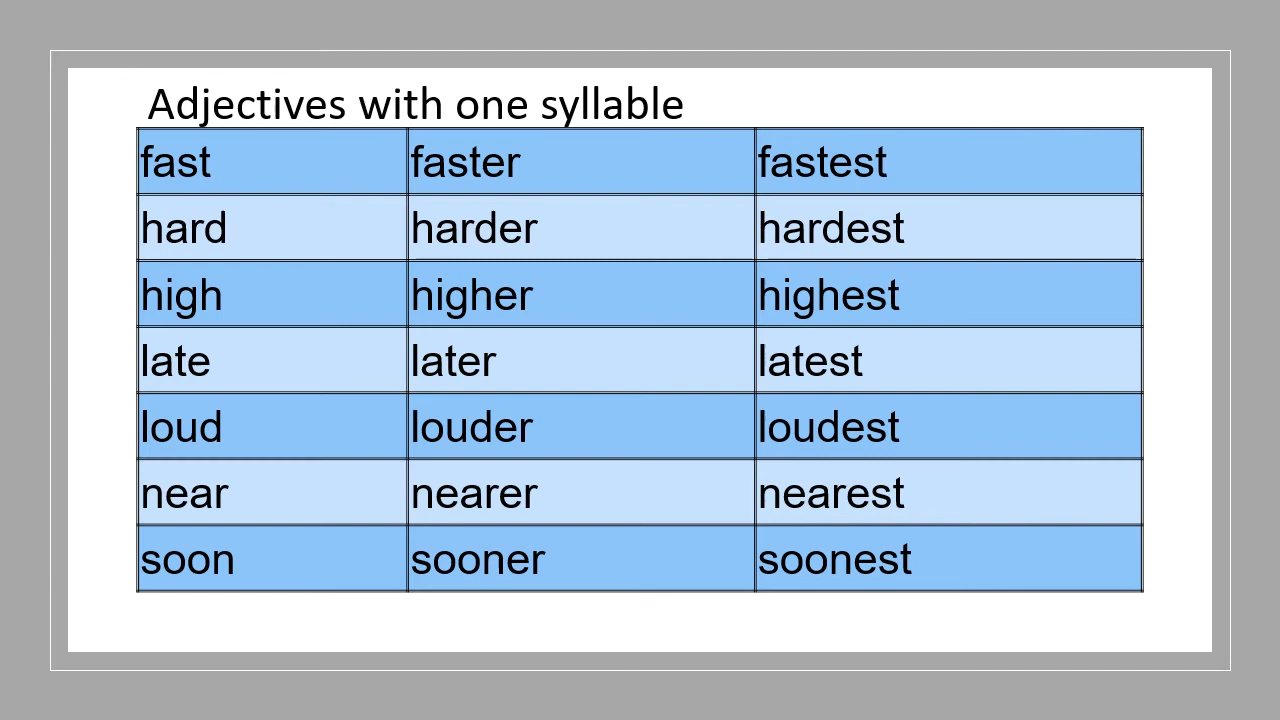 Adjectives with one syllable
fast faster fastest
hard harder hardest
high higher highest
late later latest
loud louder loudest
near nearer nearest
soon sooner soonest